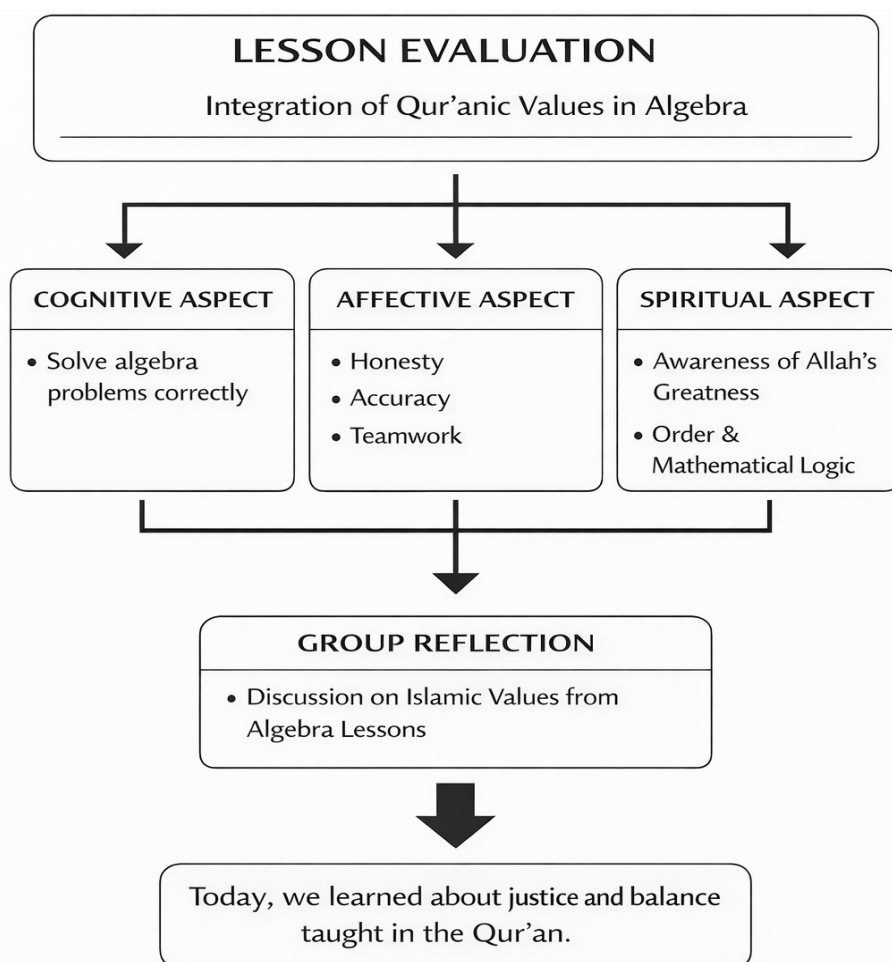 LESSON EVALUATION
Integration of Qur’anic Values in Algebra
COGNITIVE ASPECT
• Solve algebra
problems correctly
AFFECTIVE ASPECT
• Honesty
• Accuracy
• Teamwork
SPIRITUAL ASPECT
• Awareness of Allah’s
Greatness
• Order &
Mathematical Logic
GROUP REFLECTION
• Discussion on Islamic Values from
Algebra Lessons
Today, we learned about justice and balance
taught in the Qur’an.